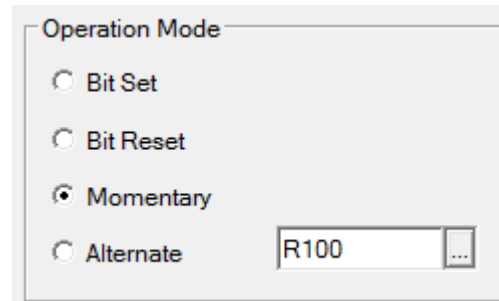 Operation Mode
Bit Set
Bit Reset
Momentary
Alternate R100 ...